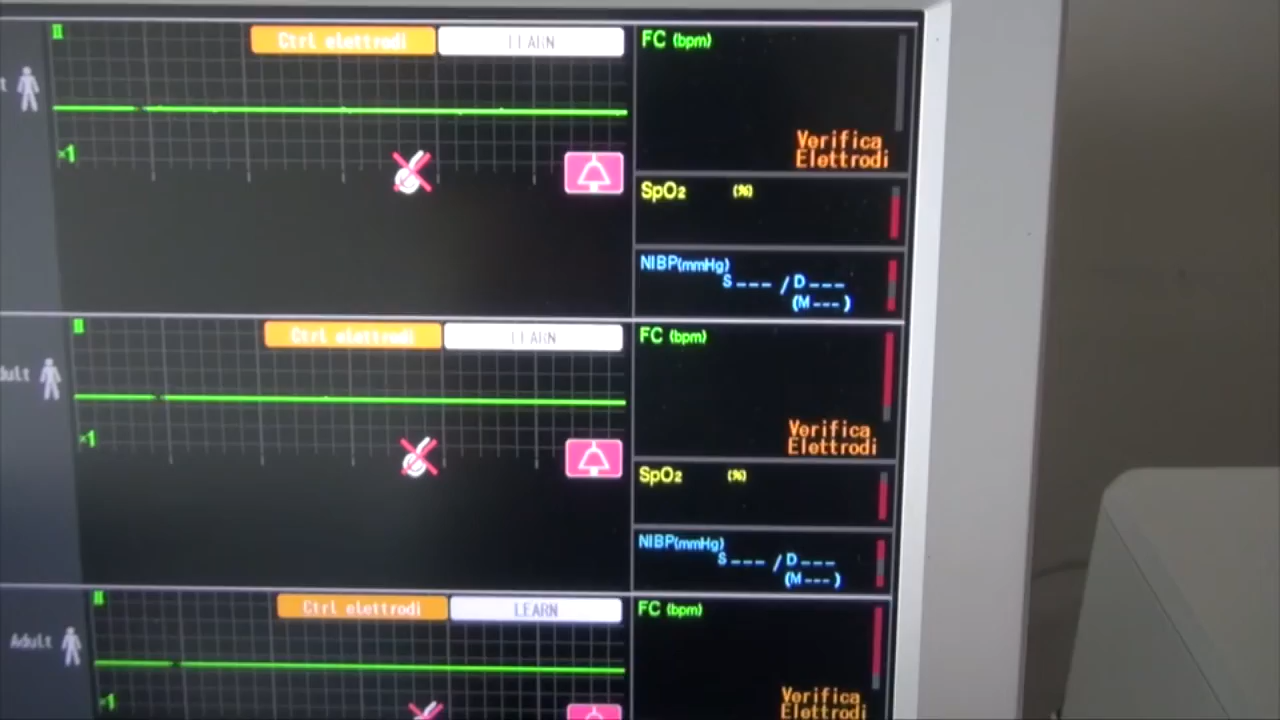 II
Ctrl elettrodi
LEARN
FC (bpm)
x1
Verifica
Elettrodi
SpO2 (%)
NIBP(mmHg)
S--- / D---
(M---)
II
Ctrl elettrodi
LEARN
FC (bpm)
x1
Verifica
Elettrodi
SpO2 (%)
NIBP(mmHg)
S--- / D---
(M---)
II
Ctrl elettrodi
LEARN
FC (bpm)
Adult
x1
Verifica
Elettrodi